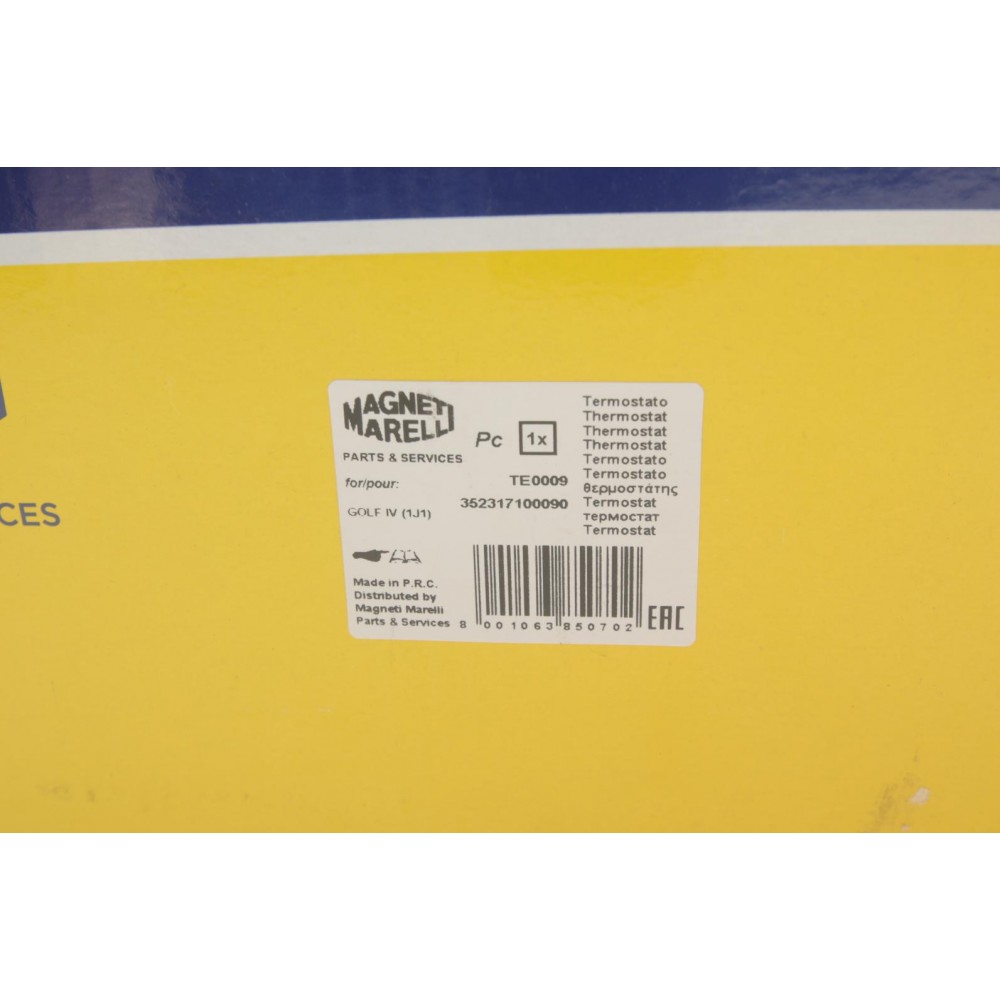 CES
MAGNETI
MARELLI
PARTS & SERVICES
Pc 1x
for/pour:
GOLF IV (1J1)
TE0009
352317100090
Termostato
Thermostat
Thermostat
Thermostat
Termostato
Termostato
θερμοστάτης
Termostat
термостат
Termostat
Made in P.R.C.
Distributed by
Magneti Marelli
Parts & Services
8 001063 850702
EAC